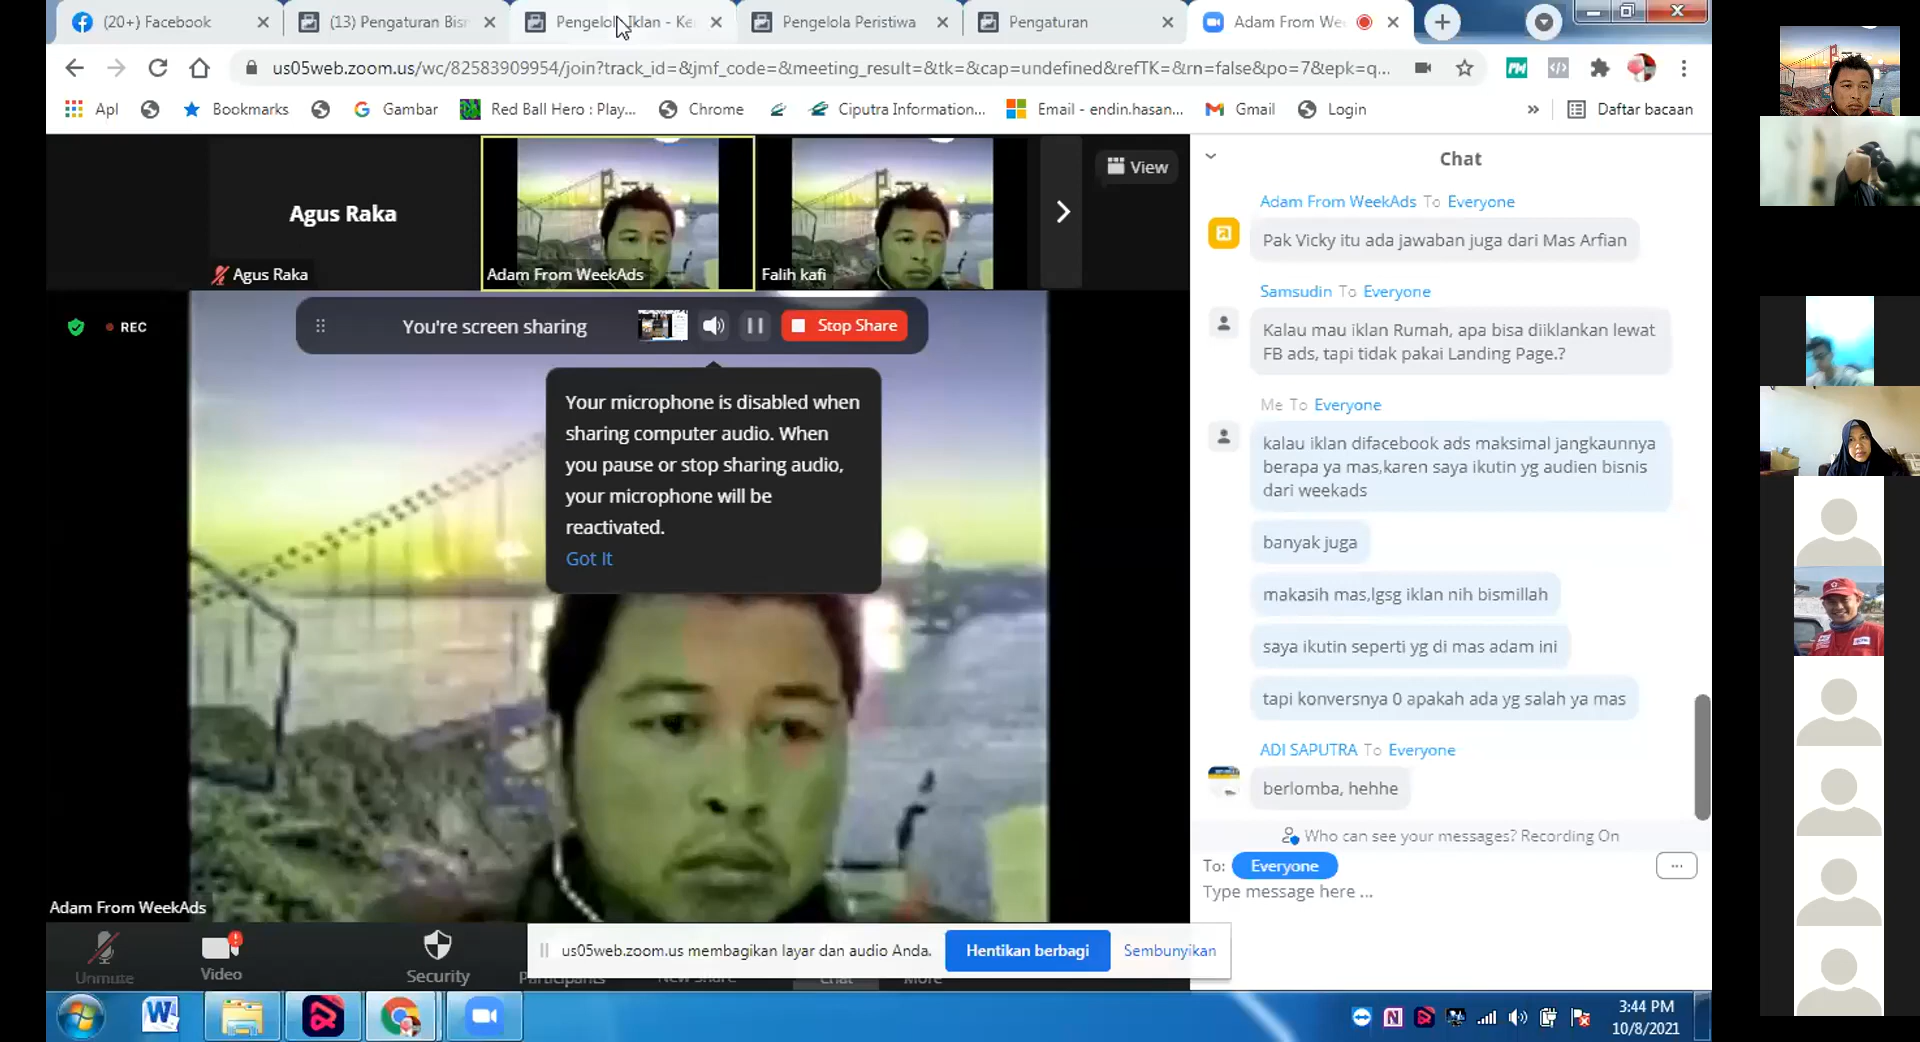 (20+) Facebook
(13) Pengaturan Bisn
Pengelola Iklan - Ke
Pengelola Peristiwa
Pengaturan
Adam From We
us05web.zoom.us/wc/82583909954/join?track_id=&jmf_code=&meeting_result=&tk=&cap=undefined&refTK=&rn=false&po=7&epk=q...
Apl
Bookmarks
Gambar
Red Ball Hero : Play...
Chrome
Ciputra Information...
Email - endin.hasan...
Gmail
Login
»
Daftar bacaan
Agus Raka
Agus Raka
Adam From WeekAds
Falih kafi
View
REC
You're screen sharing
Stop Share
Your microphone is disabled when
sharing computer audio. When
you pause or stop sharing audio,
your microphone will be
reactivated.
Got It
Adam From WeekAds
Chat
Adam From WeekAds To Everyone
Pak Vicky itu ada jawaban juga dari Mas Arfian
Samsudin To Everyone
Kalau mau iklan Rumah, apa bisa diiklankan lewat
FB ads, tapi tidak pakai Landing Page.?
Me To Everyone
kalau iklan difacebook ads maksimal jangkaunnya
berapa ya mas,karen saya ikutin yg audien bisnis
dari weekads
banyak juga
makasih mas,lgsg iklan nih bismillah
saya ikutin seperti yg di mas adam ini
tapi konversnya 0 apakah ada yg salah ya mas
ADI SAPUTRA To Everyone
berlomba, hehhe
Who can see your messages? Recording On
To: Everyone
Type message here ...
Unmute
Video
Security
Participants
New Share
Chat
More
us05web.zoom.us membagikan layar dan audio Anda.
Hentikan berbagi
Sembunyikan
3:44 PM
10/8/2021